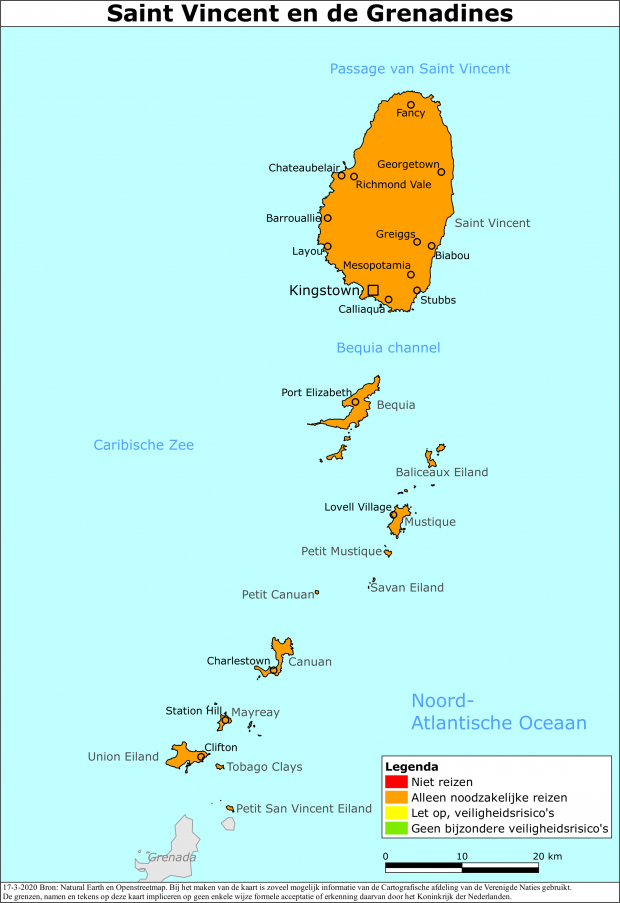 Saint Vincent en de Grenadines
Passage van Saint Vincent
Fancy
Georgetown
Chateaubelair
Richmond Vale
Barrouallie
Saint Vincent
Greiggs
Layou
Biabou
Mesopotamia
Kingstown
Stubbs
Calliaqua
Bequia channel
Port Elizabeth
Bequia
Caribische Zee
Baliceaux Eiland
Lovell Village
Mustique
Petit Mustique
Savan Eiland
Petit Canuan
Charlestown
Canuan
Noord-
Atlantische Oceaan
Station Hill
Mayreay
Clifton
Union Eiland
Tobago Clays
Petit San Vincent Eiland
Grenada
Legenda
Niet reizen
Alleen noodzakelijke reizen
Let op, veiligheidsrisico's
Geen bijzondere veiligheidsrisico's
0 10 20 km
17-3-2020 Bron: Natural Earth en Openstreetmap. Bij het maken van de kaart is zoveel mogelijk informatie van de Cartografische afdeling van de Verenigde Naties gebruikt.
De grenzen, namen en tekens op deze kaart impliceren op geen enkele wijze formele acceptatie of erkenning daarvan door het Koninkrijk der Nederlanden.